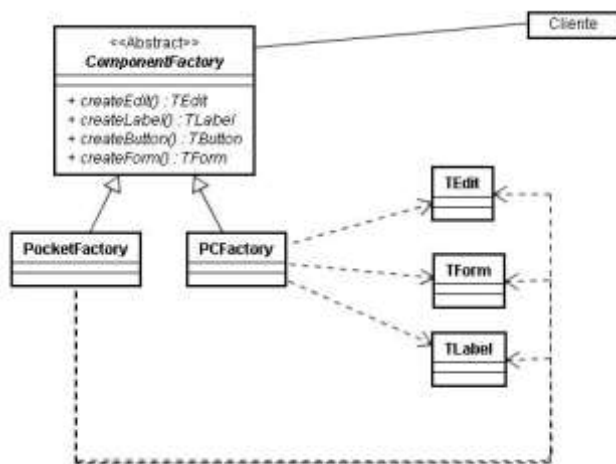 Cliente
<<Abstract>>
ComponentFactory
+ createEdit() : TEdit
+ createLabel() : TLabel
+ createButton() : TButton
+ createForm() : TForm
TEdit
PocketFactory
PCFactory
TForm
TLabel